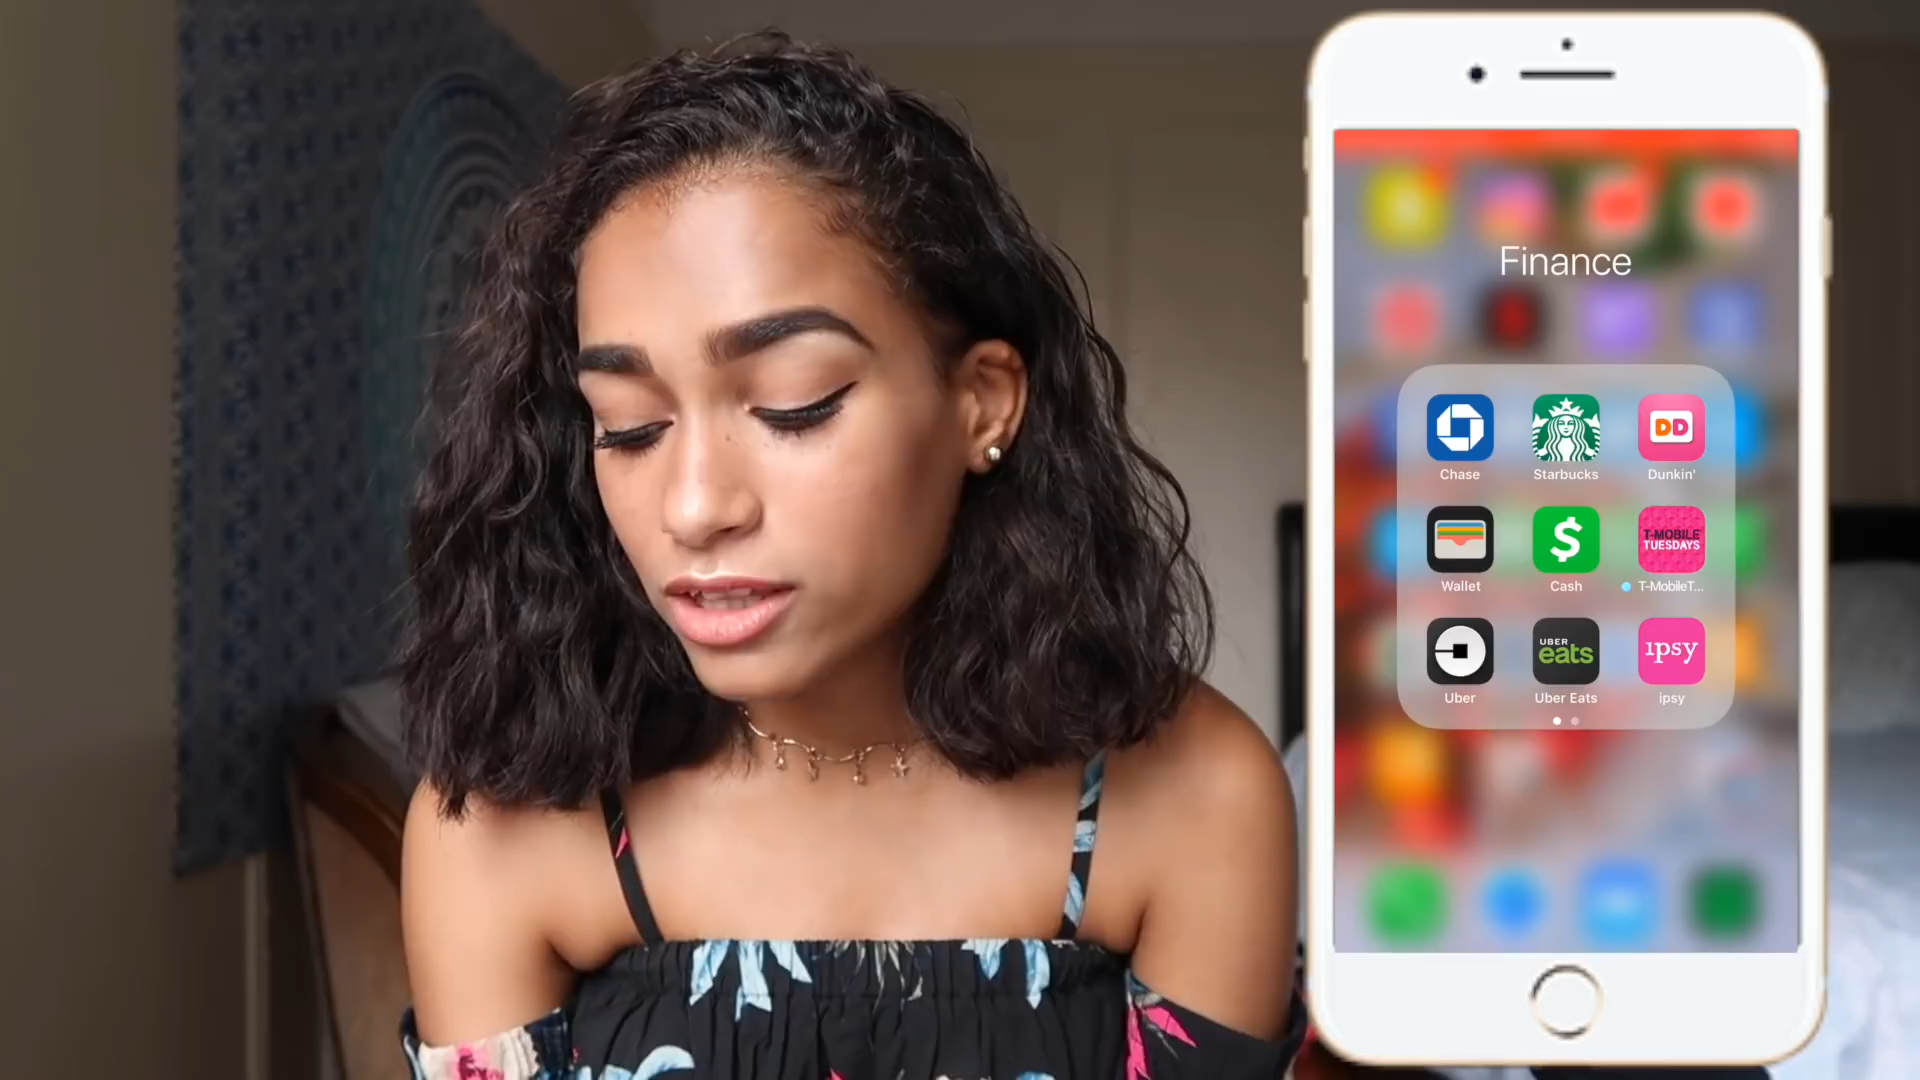 Finance
DD
Chase
Starbucks
Dunkin'
$
T-MOBILE
TUESDAYS
Wallet
Cash
T-MobileT...
UBER
eats
ipsy
Uber
Uber Eats
ipsy